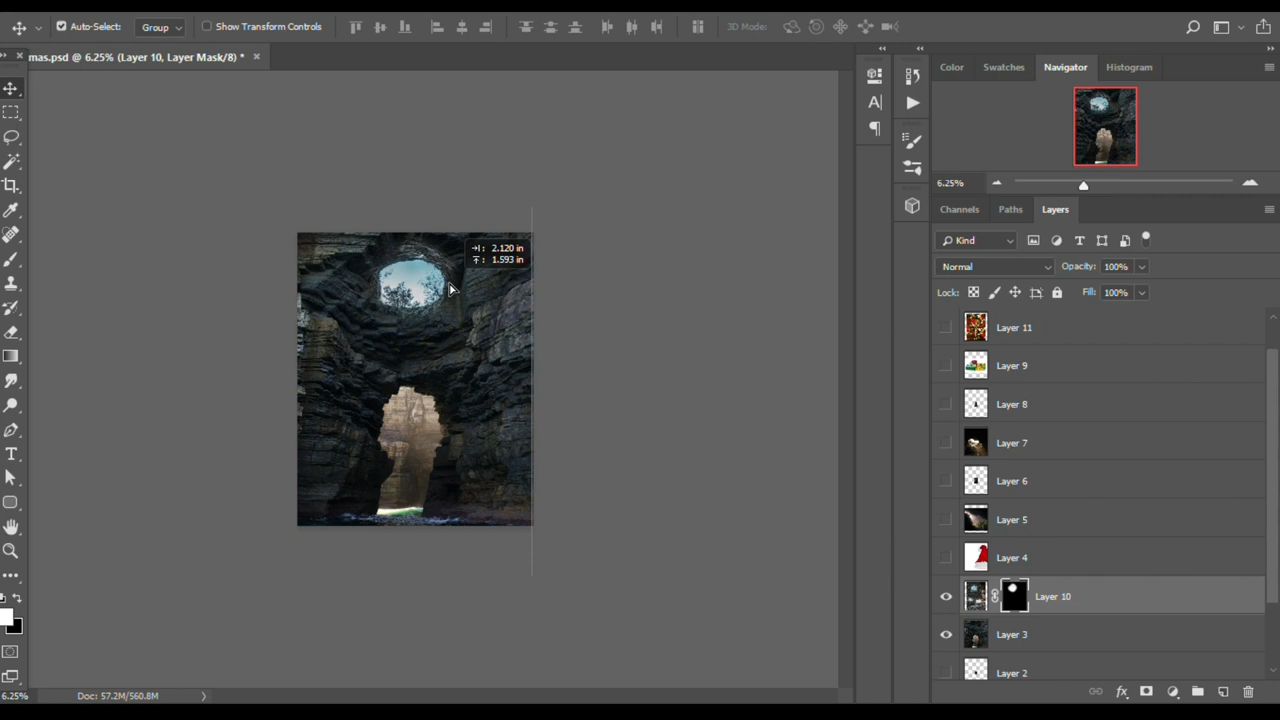 Auto-Select: Group Show Transform Controls 3D Mode:
mas.psd @ 6.25% (Layer 10, Layer Mask/8) *
Color Swatches Navigator Histogram
6.25%
Channels Paths Layers
Kind
Normal Opacity: 100%
Lock: Fill: 100%
2.120 in
1.593 in
Layer 11
Layer 9
Layer 8
Layer 7
Layer 6
Layer 5
Layer 4
Layer 10
Layer 3
Layer 2
6.25% Doc: 57.2M/560.8M